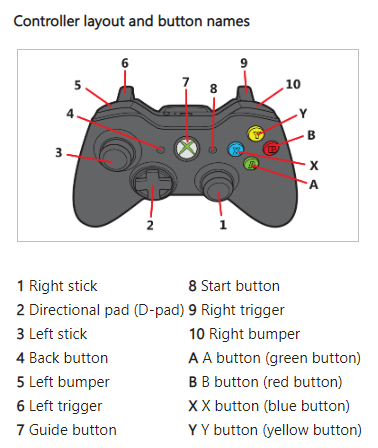 Controller layout and button names
6
9
5
7
8
10
4
Y
B
3
X
A
2
1
1 Right stick
2 Directional pad (D-pad)
3 Left stick
4 Back button
5 Left bumper
6 Left trigger
7 Guide button
8 Start button
9 Right trigger
10 Right bumper
A A button (green button)
B B button (red button)
X X button (blue button)
Y Y button (yellow button)